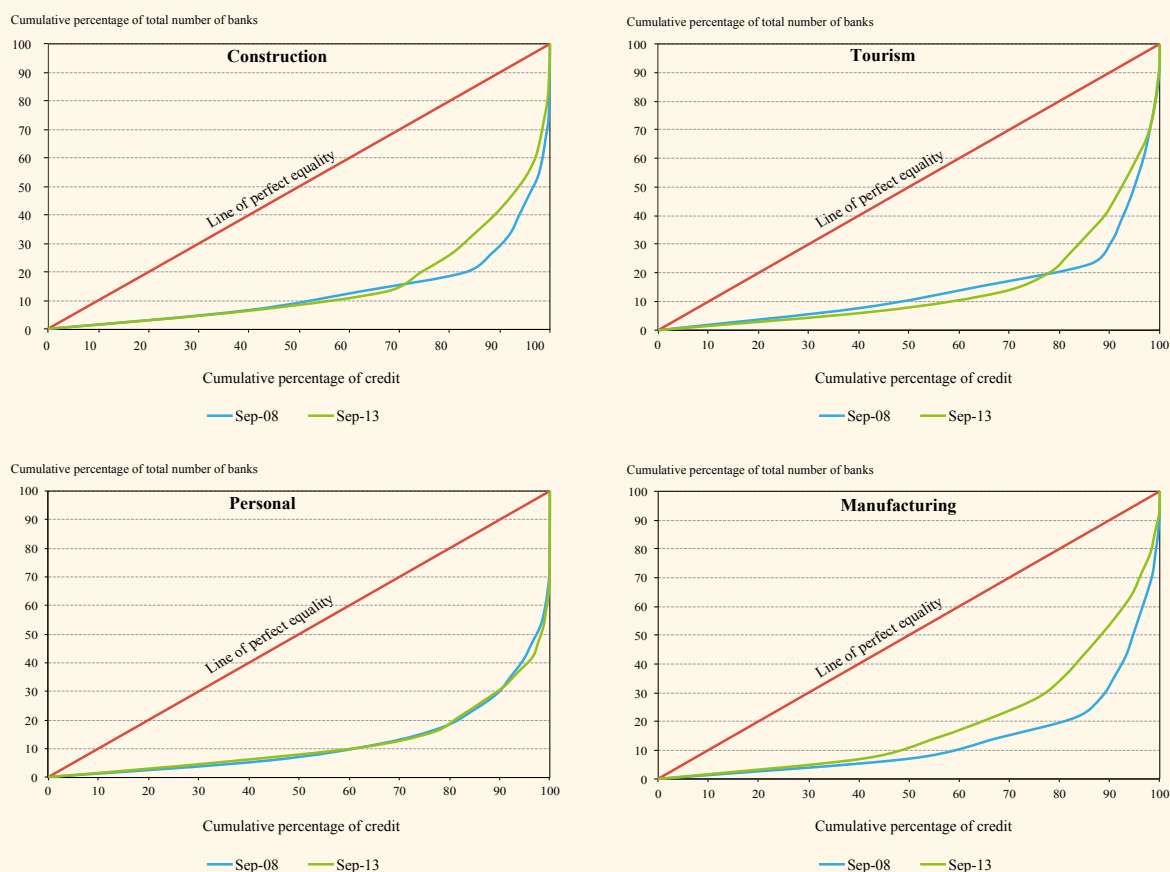 Cumulative percentage of total number of banks
Construction
100
90
80
70
60
50
40
30
20
10
0
Line of perfect equality
0 10 20 30 40 50 60 70 80 90 100
Cumulative percentage of credit
Sep-08 Sep-13
Cumulative percentage of total number of banks
Tourism
100
90
80
70
60
50
40
30
20
10
0
Line of perfect equality
0 10 20 30 40 50 60 70 80 90 100
Cumulative percentage of credit
Sep-08 Sep-13
Cumulative percentage of total number of banks
Personal
100
90
80
70
60
50
40
30
20
10
0
Line of perfect equality
0 10 20 30 40 50 60 70 80 90 100
Cumulative percentage of credit
Sep-08 Sep-13
Cumulative percentage of total number of banks
Manufacturing
100
90
80
70
60
50
40
30
20
10
0
Line of perfect equality
0 10 20 30 40 50 60 70 80 90 100
Cumulative percentage of credit
Sep-08 Sep-13